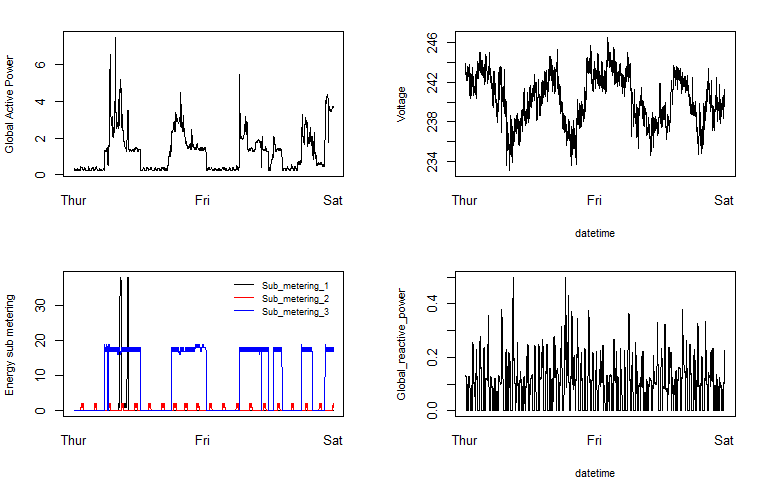 Global Active Power
6
4
2
0
Thur Fri Sat
Voltage
246
242
238
234
Thur Fri Sat
datetime
Energy sub metering
30
20
10
0
Sub_metering_1
Sub_metering_2
Sub_metering_3
Thur Fri Sat
Global_reactive_power
0.4
0.2
0.0
Thur Fri Sat
datetime